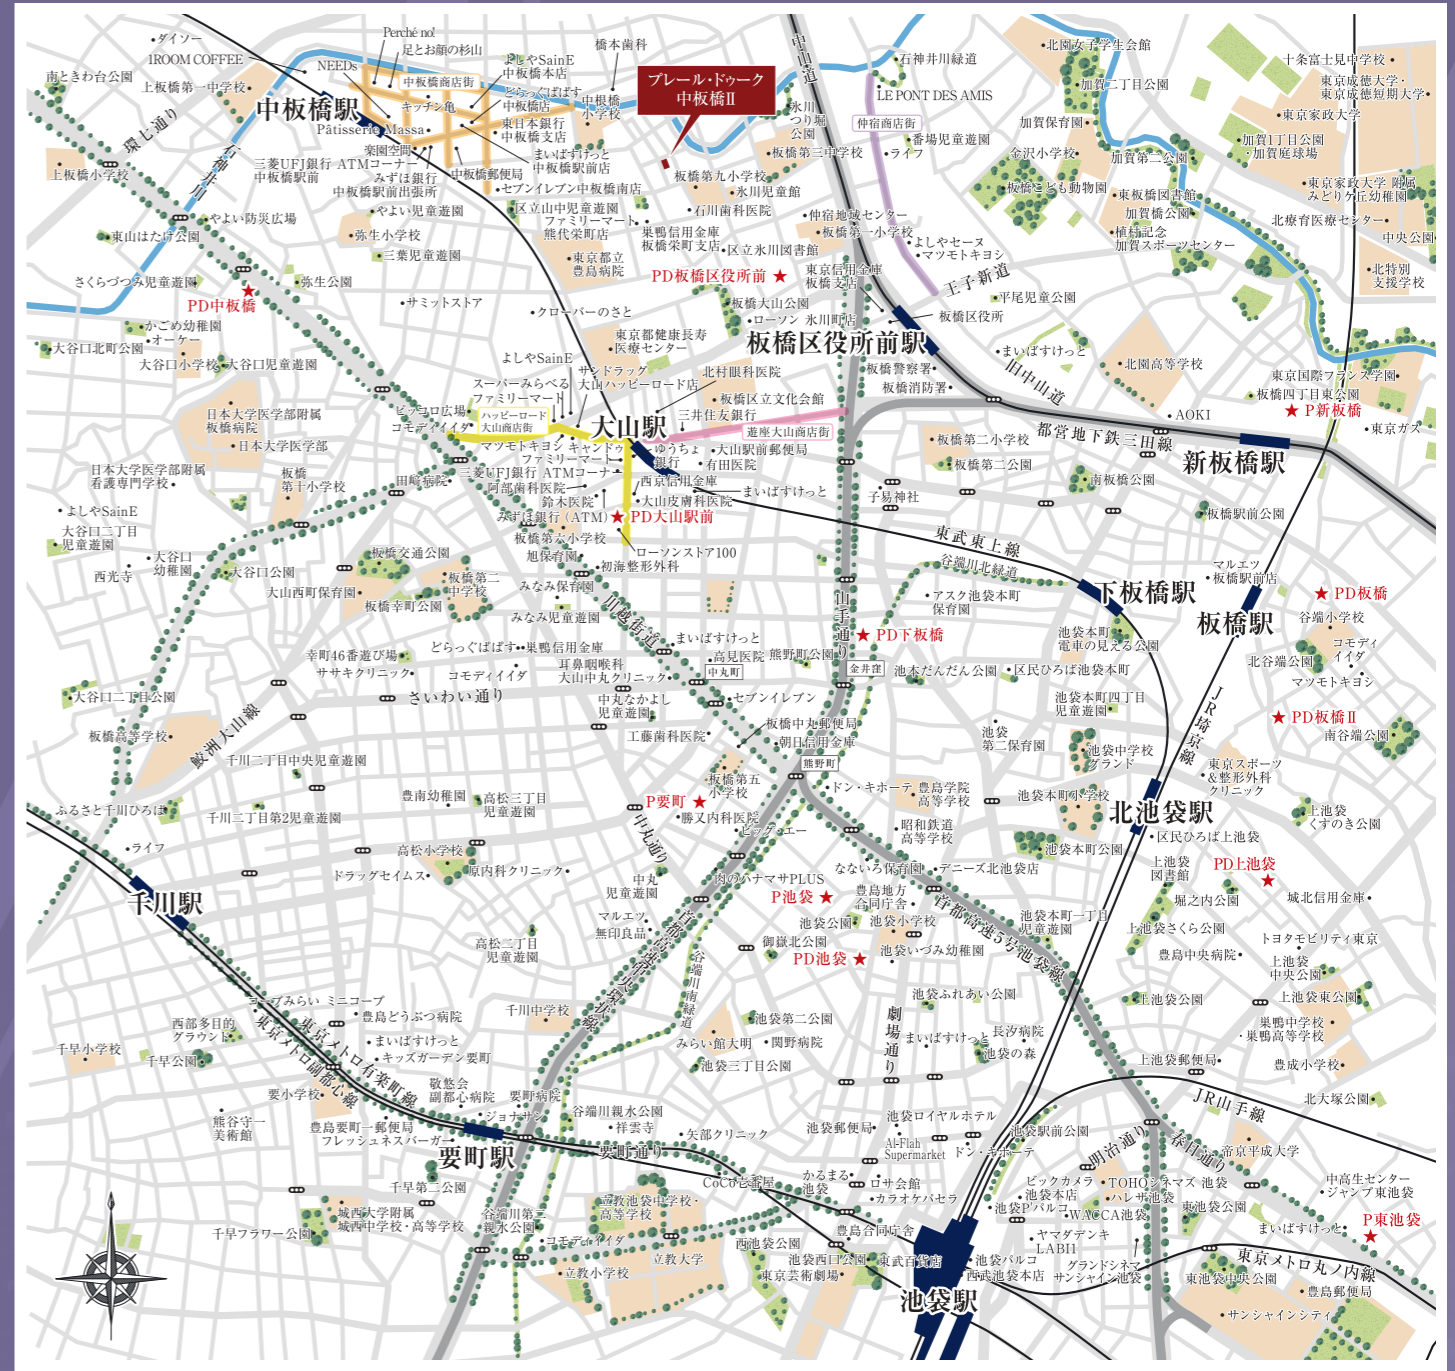 ダイソー
1ROOM COFFEE
Perché no!
足とお顔の杉山
NEEDs
中板橋商店街
よしやSainE
中板橋本店
橋本歯科
どらっぐぱぱす
中板橋店
キッチン亀
中根橋
小学校
東日本銀行
中板橋支店
Pâtisserie Massa
楽園空間
まいばすけっと
中板橋駅前店
中板橋駅
南ときわ台公園
上板橋第一中学校
環七通り
石神井川
上板橋小学校
三菱UFJ銀行 ATMコーナー
中板橋駅前
みずほ銀行
中板橋駅前出張所
中板橋郵便局
セブンイレブン中板橋南店
プレール・ドゥーク
中板橋Ⅱ
中山道
氷川
つり堀
公園
石神井川緑道
LE PONT DES AMIS
仲宿商店街
番場児童遊園
ライフ
板橋第三中学校
板橋第九小学校
氷川児童館
石川歯科医院
仲宿地域センター
板橋第一小学校
よしやセーヌ
マツモトキヨシ
北園女子学生会館
加賀二丁目公園
加賀保育園
金沢小学校
加賀第二公園
板橋こども動物園
東板橋図書館
加賀橋公園
植村記念
加賀スポーツセンター
十条富士見中学校
東京成徳大学・
東京成徳短期大学
東京家政大学
加賀1丁目公園
・加賀庭球場
東京家政大学 附属
みどりケ丘幼稚園
北療育医療センター
中央公園
北特別
支援学校
やよい防災広場
やよい児童遊園
弥生小学校
三葉児童遊園
東山はたけ公園
さくらづつみ児童遊園
弥生公園
PD中板橋
区立山中児童遊園
ファミリーマート
熊代栄町店
巣鴨信用金庫
板橋栄町支店
区立氷川図書館
東京都立
豊島病院
PD板橋区役所前
東京信用金庫
板橋支店
王子新道
平尾児童公園
板橋区役所
板橋大山公園
ローソン 氷川町店
板橋区役所前駅
サミットストア
クローバーのさと
かごめ幼稚園
オーケー
大谷口北町公園
大谷口小学校
大谷口児童遊園
東京都健康長寿
医療センター
よしやSainE
サンドラッグ
大山ハッピーロード店
スーパーみらべる
ファミリーマート
北村眼科医院
板橋区立文化会館
三井住友銀行
板橋警察署
板橋消防署
まいばすけっと
旧中山道
北園高等学校
東京国際フランス学園
板橋四丁目東公園
P新板橋
AOKI
東京ガス
都営地下鉄三田線
新板橋駅
日本大学医学部附属
板橋病院
日本大学医学部
ピッコロ広場
コモディイイダ
ハッピーロード
大山商店街
大山駅
遊座大山商店街
大山駅前郵便局
有田医院
マツモトキヨシ
キャンドゥ
ファミリーマート
三菱UFJ銀行 ATMコーナー
ゆうちょ
銀行
西京信用金庫
まいばすけっと
大山皮膚科医院
阿部歯科医院
鈴木医院
みずほ銀行(ATM)
PD大山駅前
板橋第六小学校
ローソンストア100
旭保育園
初海整形外科
田崎病院
日本大学医学部附属
看護専門学校
板橋
第十小学校
よしやSainE
大谷口二丁目
児童遊園
大谷口
幼稚園
西光寺
大谷口公園
板橋交通公園
大山西町保育園
板橋幸町公園
板橋第二
中学校
みなみ保育園
みなみ児童遊園
川越街道
子易神社
板橋第二小学校
板橋第二公園
南板橋公園
板橋駅前公園
東武東上線
谷端川北緑道
山手通り
アスク池袋本町
保育園
下板橋駅
マルエツ
板橋駅前店
板橋駅
PD板橋
谷端小学校
コモディ
イイダ
北谷端公園
マツモトキヨシ
PD下板橋
金井窪
熊野町公園
池本だんだん公園
区民ひろば池袋本町
池袋本町
電車の見える公園
池袋本町四丁目
児童遊園
JR埼京線
PD板橋Ⅱ
南谷端公園
幸町46番遊び場
ササキクリニック
どらっぐぱぱす
巣鴨信用金庫
コモディイイダ
耳鼻咽喉科
大山中丸クリニック
まいばすけっと
高見医院
中丸町
セブンイレブン
中丸なかよし
児童遊園
工藤歯科医院
板橋中丸郵便局
朝日信用金庫
熊野町
さいわい通り
鮫洲大山線
大谷口二丁目公園
板橋高等学校
千川二丁目中央児童遊園
千川二丁目第2児童遊園
ふるさと千川ひろば
ライフ
千川駅
豊南幼稚園
高松三丁目
児童遊園
高松小学校
ドラッグセイムス
原内科クリニック
P要町
板橋第五
小学校
勝又内科医院
ビッグ・エー
中丸通り
中丸
児童遊園
肉のハナマサPLUS
マルエツ
無印良品
首都高速中央環状線
谷端川南緑道
高松二丁目
児童遊園
池袋
第二保育園
ドン・キホーテ
豊島学院
高等学校
昭和鉄道
高等学校
池袋中学校
グランド
池袋本町小学校
池袋本町公園
東京スポーツ
&整形外科
クリニック
北池袋駅
区民ひろば上池袋
上池袋
くすのき公園
上池袋
図書館
PD上池袋
堀之内公園
城北信用金庫
上池袋さくら公園
豊島中央病院
トヨタモビリティ東京
上池袋
中央公園
上池袋東公園
上池袋公園
巣鴨中学校
・巣鴨高等学校
豊成小学校
上池袋郵便局
なないろ保育園
デニーズ北池袋店
豊島地方
合同庁舎
P池袋
池袋公園
池袋小学校
御嶽北公園
PD池袋
池袋いづみ幼稚園
首都高速5号池袋線
池袋本町一丁目
児童遊園
池袋ふれあい公園
劇場通り
まいばすけっと
長汐病院
池袋の森
千川中学校
池袋第二公園
みらい館大明
関野病院
池袋三丁目公園
コープみらい ミニコープ
豊島どうぶつ病院
西部多目的
グラウンド
まいばすけっと
キッズガーデン要町
東京メトロ有楽町線
東京メトロ副都心線
千早小学校
千早公園
要小学校
敬悠会
副都心病院
要町病院
ジョナサン
熊谷守一
美術館
豊島要町一郵便局
フレッシュネスバーガー
要町駅
要町通り
谷端川親水公園
祥雲寺
矢部クリニック
千早第二公園
城西大学附属
城西中学校・高等学校
千早フラワー公園
谷端川第二
親水公園
コモディイイダ
立教小学校
立教池袋中学校・
高等学校
立教大学
CoCo壱番屋
かるまる
池袋
ロサ会館
カラオケパセラ
池袋郵便局
池袋ロイヤルホテル
Al-Flah
Supermarket
ドン・キホーテ
池袋駅前公園
豊島合同庁舎
西池袋公園
池袋西口公園
東京芸術劇場
東武百貨店
池袋駅
池袋パルコ
西武池袋本店
ビックカメラ
池袋本店
池袋P'パルコ
ヤマダデンキ
LABI1
TOHOシネマズ 池袋
ハレザ池袋
WACCA池袋
グランドシネマ
サンシャイン池袋
明治通り
春日通り
JR山手線
北大塚公園
帝京平成大学
東池袋公園
中高生センター
ジャンプ東池袋
P東池袋
まいばすけっと
東池袋中央公園
東京メトロ丸ノ内線
豊島郵便局
サンシャインシティ